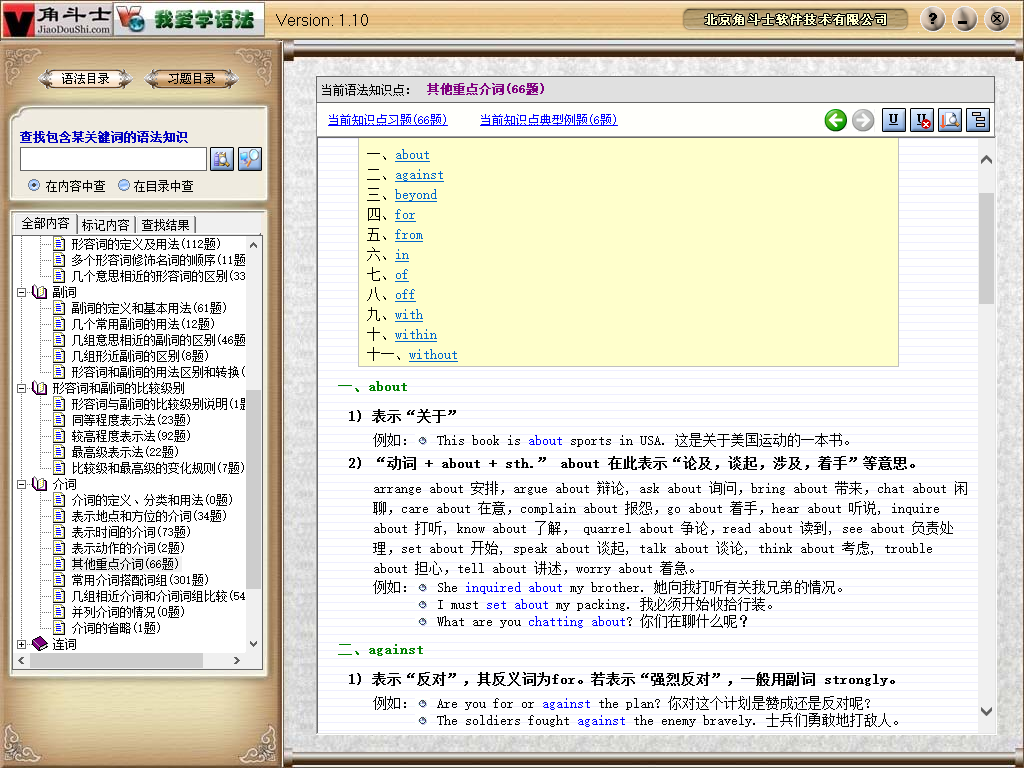 角斗士
JiaoDouShi.com
我爱学语法
Version: 1.10
北京角斗士软件技术有限公司
语法目录
习题目录
查找包含某关键词的语法知识
在内容中查
在目录中查
全部内容
标记内容
查找结果
形容词的定义及用法(112题)
多个形容词修饰名词的顺序(11题
几个意思相近的形容词的区别(33
副词
副词的定义和基本用法(61题)
几个常用副词的用法(12题)
几组意思相近的副词的区别(46题
几组形近副词的区别(8题)
形容词和副词的用法区别和转换(
形容词和副词的比较级别
形容词与副词的比较级别说明(1题
同等程度表示法(23题)
较高程度表示法(92题)
最高级表示法(22题)
比较级和最高级的变化规则(7题)
介词
介词的定义、分类和用法(0题)
表示地点和方位的介词(34题)
表示时间的介词(73题)
表示动作的介词(2题)
其他重点介词(66题)
常用介词搭配词组(301题)
几组相近介词和介词词组比较(54
并列介词的情况(0题)
介词的省略(1题)
连词
当前语法知识点： 其他重点介词(66题)
当前知识点习题(66题)
当前知识点典型例题(6题)
一、about
二、against
三、beyond
四、for
五、from
六、in
七、of
八、off
九、with
十、within
十一、without
一、about
1) 表示“关于”
例如： This book is about sports in USA. 这是关于美国运动的一本书。
2) “动词 + about + sth.” about 在此表示“论及，谈起，涉及，着手”等意思。
arrange about 安排，argue about 辩论, ask about 询问，bring about 带来，chat about 闲
聊，care about 在意，complain about 报怨，go about 着手，hear about 听说, inquire
about 打听, know about 了解， quarrel about 争论，read about 读到, see about 负责处
理，set about 开始, speak about 谈起, talk about 谈论, think about 考虑, trouble
about 担心，tell about 讲述，worry about 着急。
例如： She inquired about my brother. 她向我打听有关我兄弟的情况。
I must set about my packing. 我必须开始收拾行装。
What are you chatting about? 你们在聊什么呢？
二、against
1) 表示“反对”，其反义词为for。若表示“强烈反对”，一般用副词 strongly。
例如： Are you for or against the plan? 你对这个计划是赞成还是反对呢?
The soldiers fought against the enemy bravely. 士兵们勇敢地打敌人。